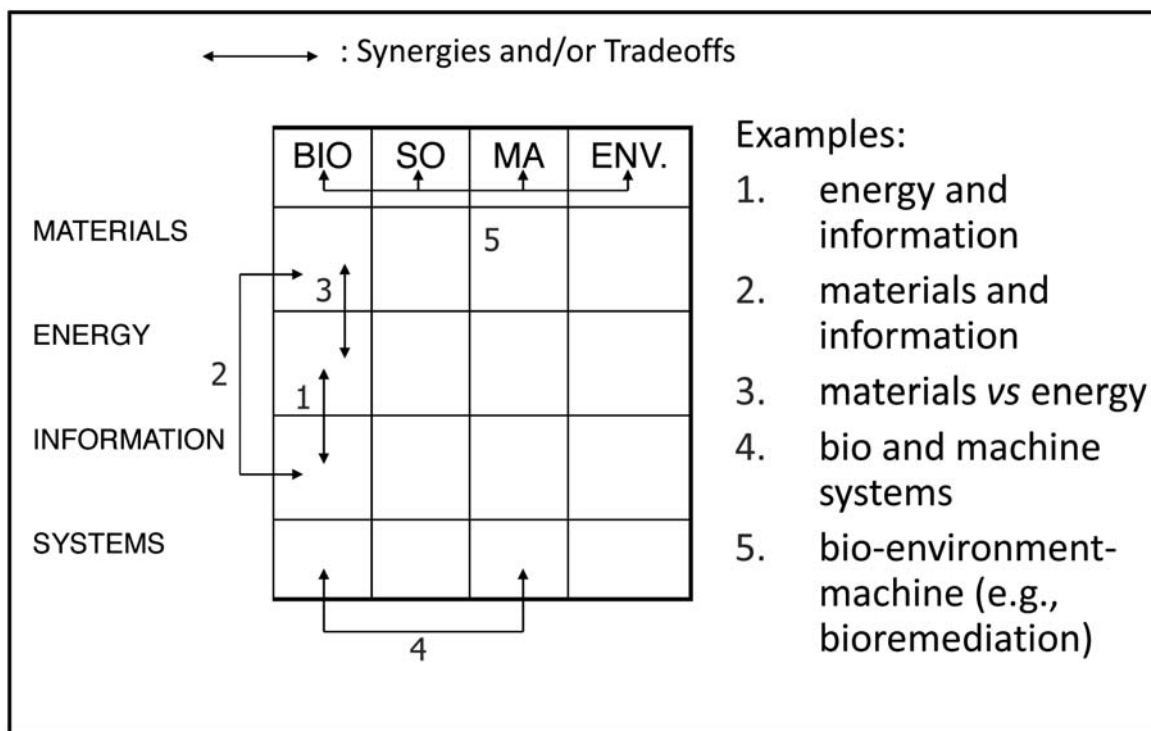 : Synergies and/or Tradeoffs
BIO SO MA ENV.
MATERIALS
ENERGY
INFORMATION
SYSTEMS
5
3
2
1
4
Examples:
1. energy and
information
2. materials and
information
3. materials vs energy
4. bio and machine
systems
5. bio-environment-
machine (e.g.,
bioremediation)